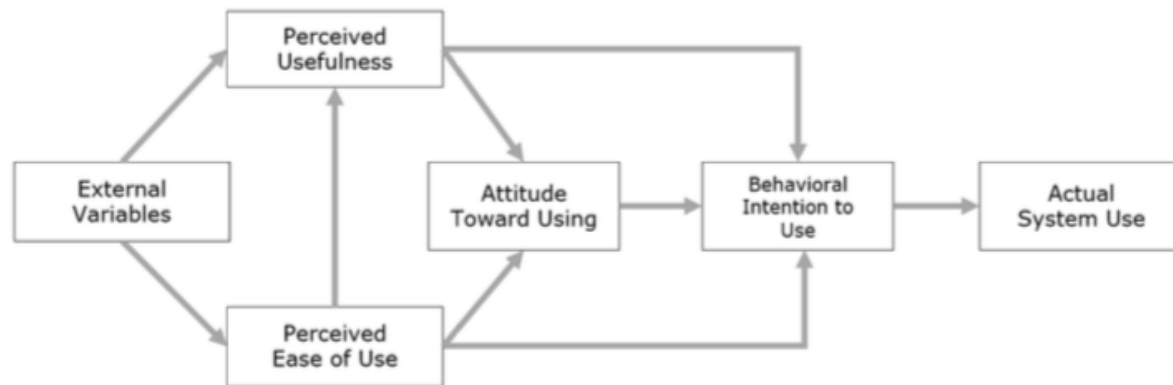 Perceived
Usefulness
External
Variables
Attitude
Toward Using
Behavioral
Intention to
Use
Actual
System Use
Perceived
Ease of Use